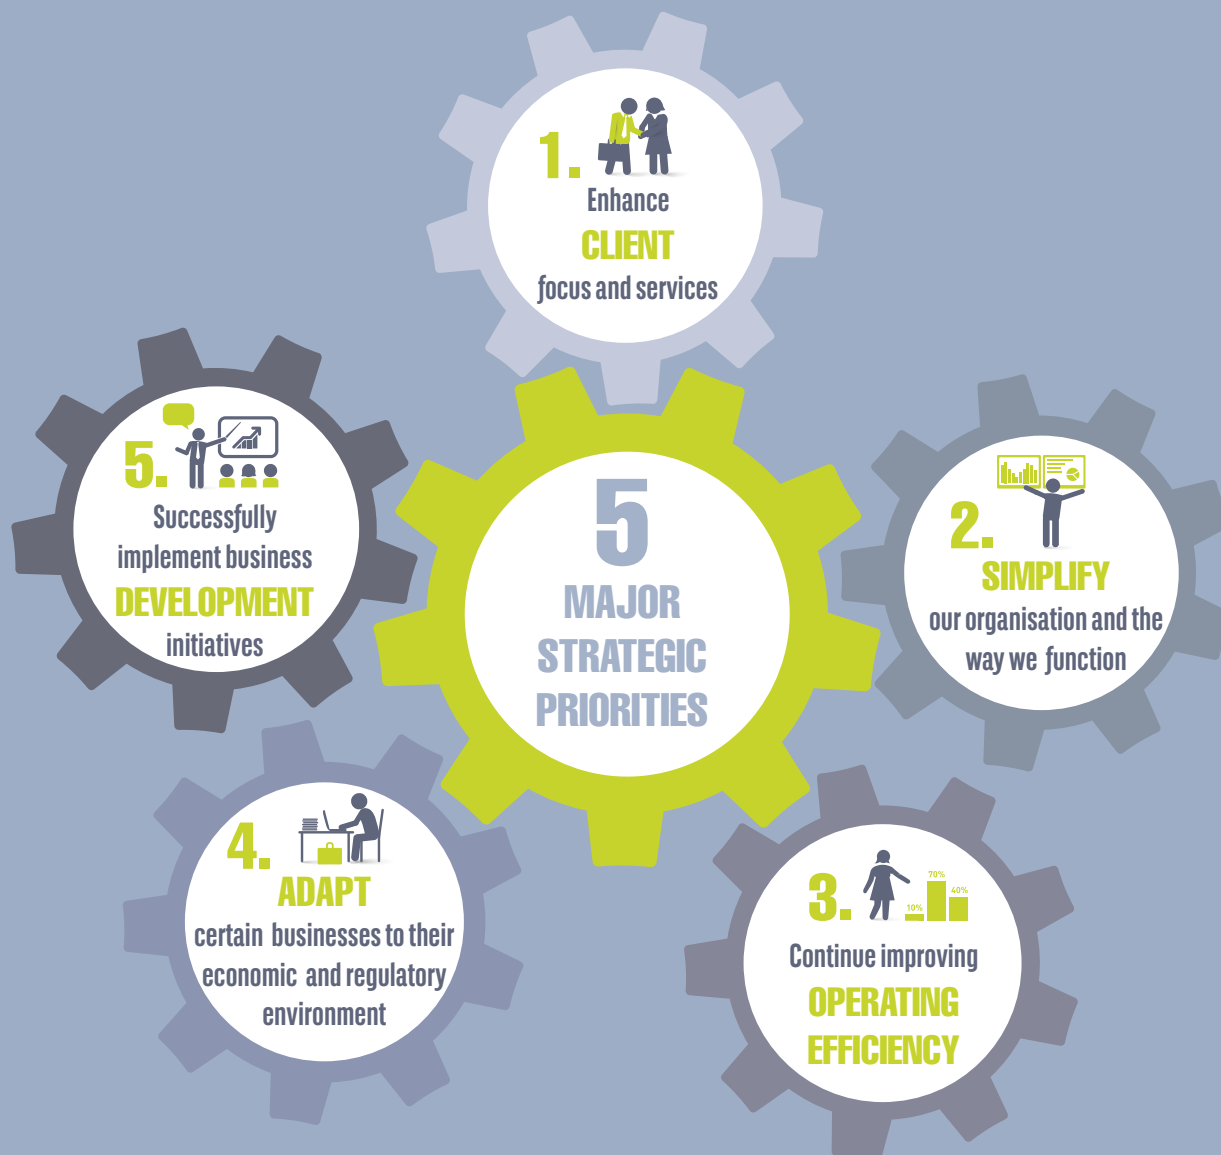 1.
Enhance
CLIENT
focus and services
5
MAJOR
STRATEGIC
PRIORITIES
2.
SIMPLIFY
our organisation and the
way we function
3.
10%
70%
40%
Continue improving
OPERATING
EFFICIENCY
4.
ADAPT
certain businesses to their
economic and regulatory
environment
5.
Successfully
implement business
DEVELOPMENT
initiatives